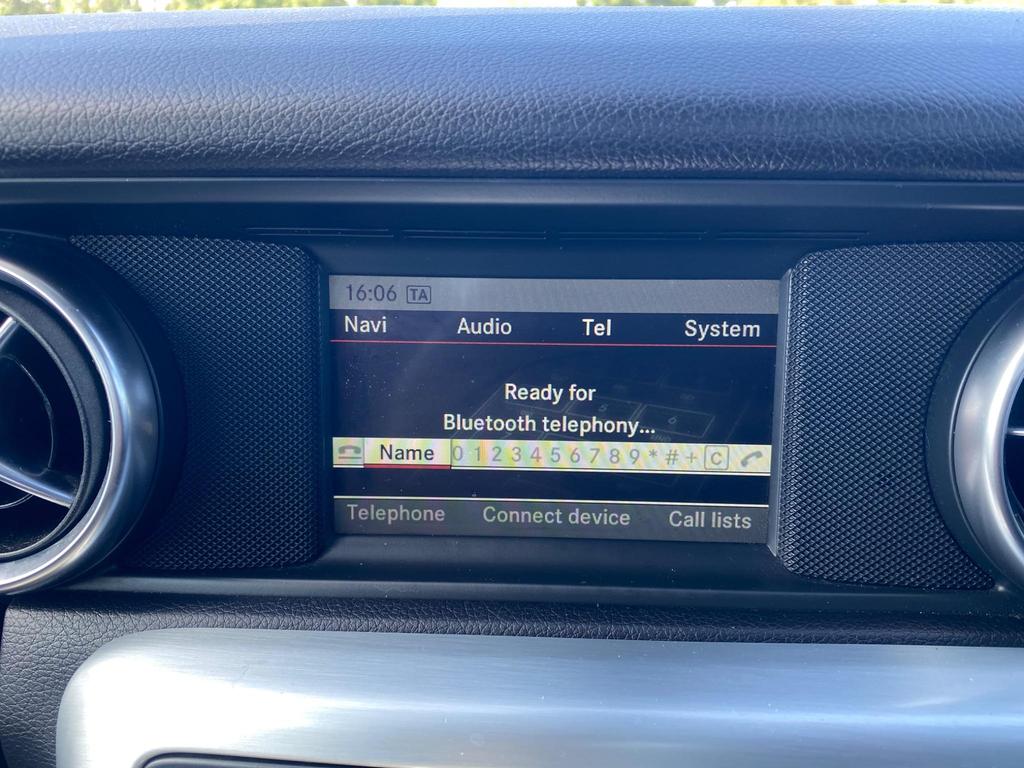 16:06 TA
Navi Audio Tel System
Ready for
Bluetooth telephony...
Name 0 1 2 3 4 5 6 7 8 9 * # + C
Telephone Connect device Call lists